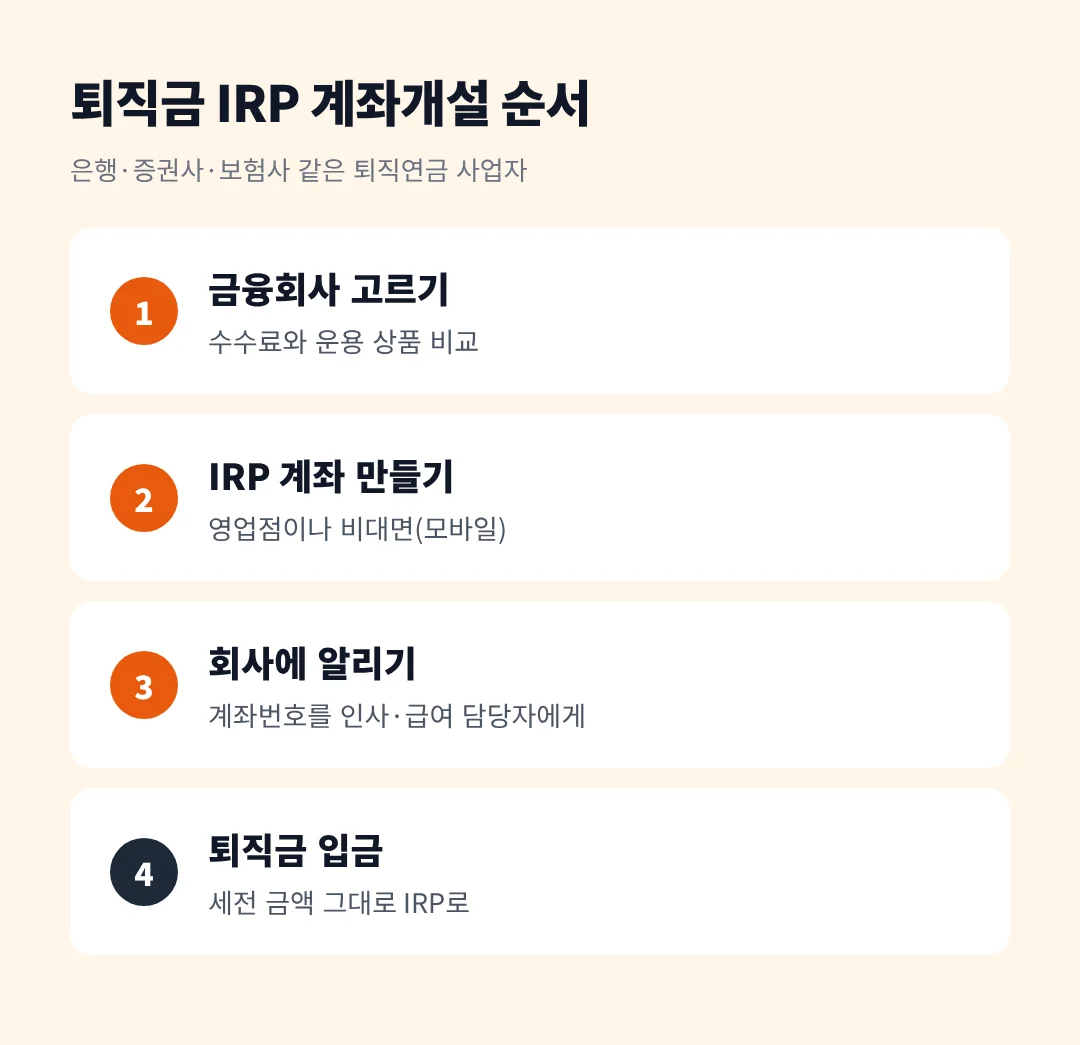 퇴직금 IRP 계좌개설 순서
은행·증권사·보험사 같은 퇴직연금 사업자
1
금융회사 고르기
수수료와 운용 상품 비교
2
IRP 계좌 만들기
영업점이나 비대면(모바일)
3
회사에 알리기
계좌번호를 인사·급여 담당자에게
4
퇴직금 입금
세전 금액 그대로 IRP로